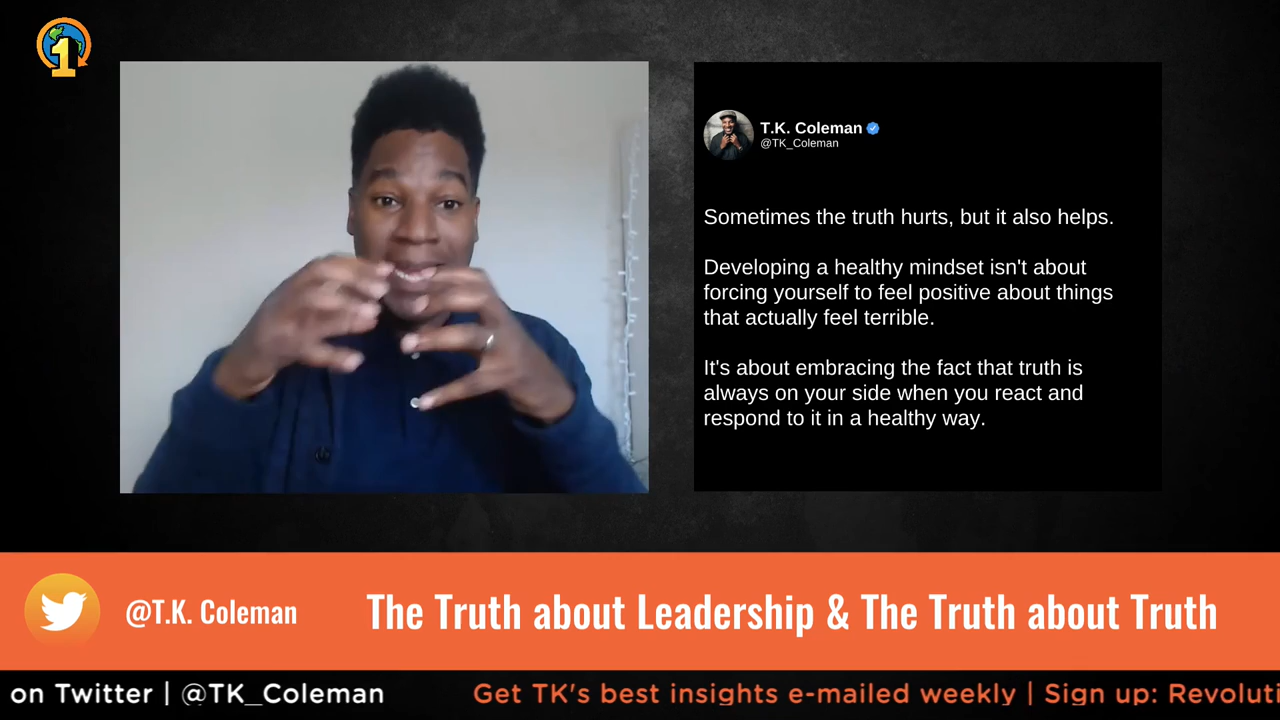 1
T.K. Coleman
@TK_Coleman
Sometimes the truth hurts, but it also helps.
Developing a healthy mindset isn't about
forcing yourself to feel positive about things
that actually feel terrible.
It's about embracing the fact that truth is
always on your side when you react and
respond to it in a healthy way.
@T.K. Coleman
The Truth about Leadership & The Truth about Truth
on Twitter | @TK_Coleman
Get TK's best insights e-mailed weekly | Sign up: Revoluti